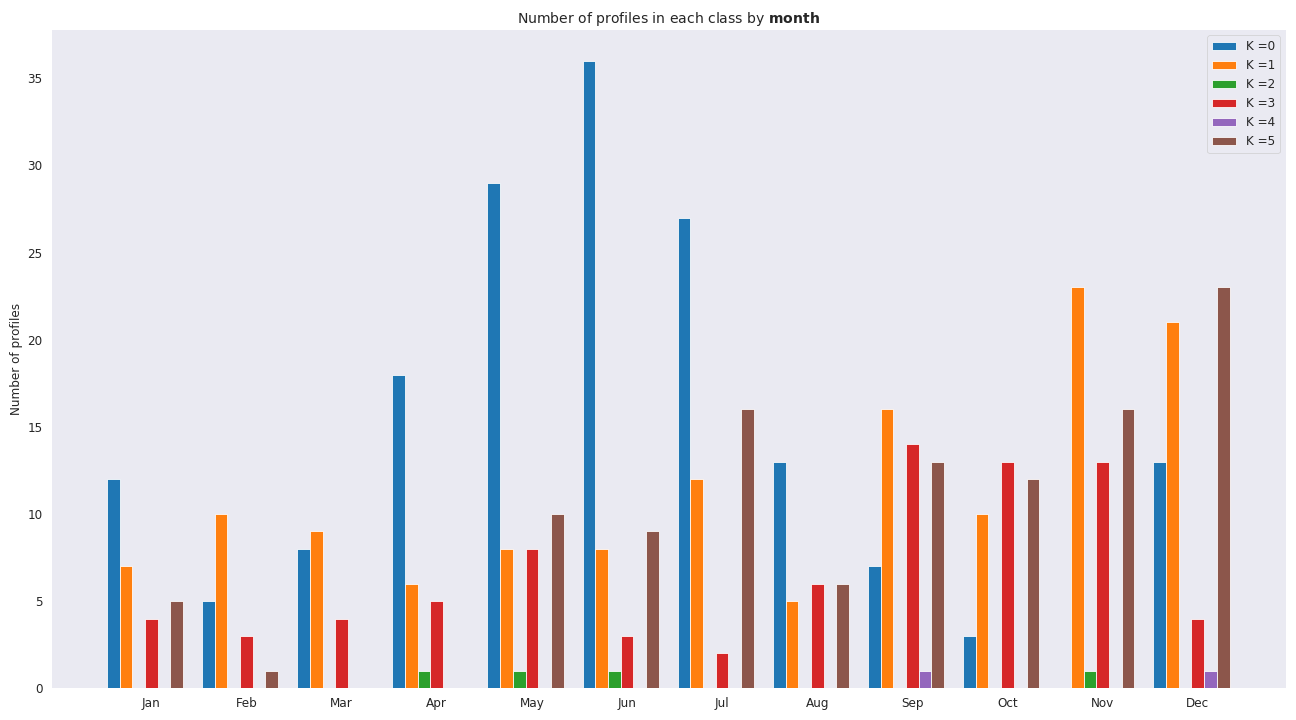 Number of profiles in each class by month
K =0
K =1
K =2
K =3
K =4
K =5
Number of profiles
35
30
25
20
15
10
5
0
Jan Feb Mar Apr May Jun Jul Aug Sep Oct Nov Dec